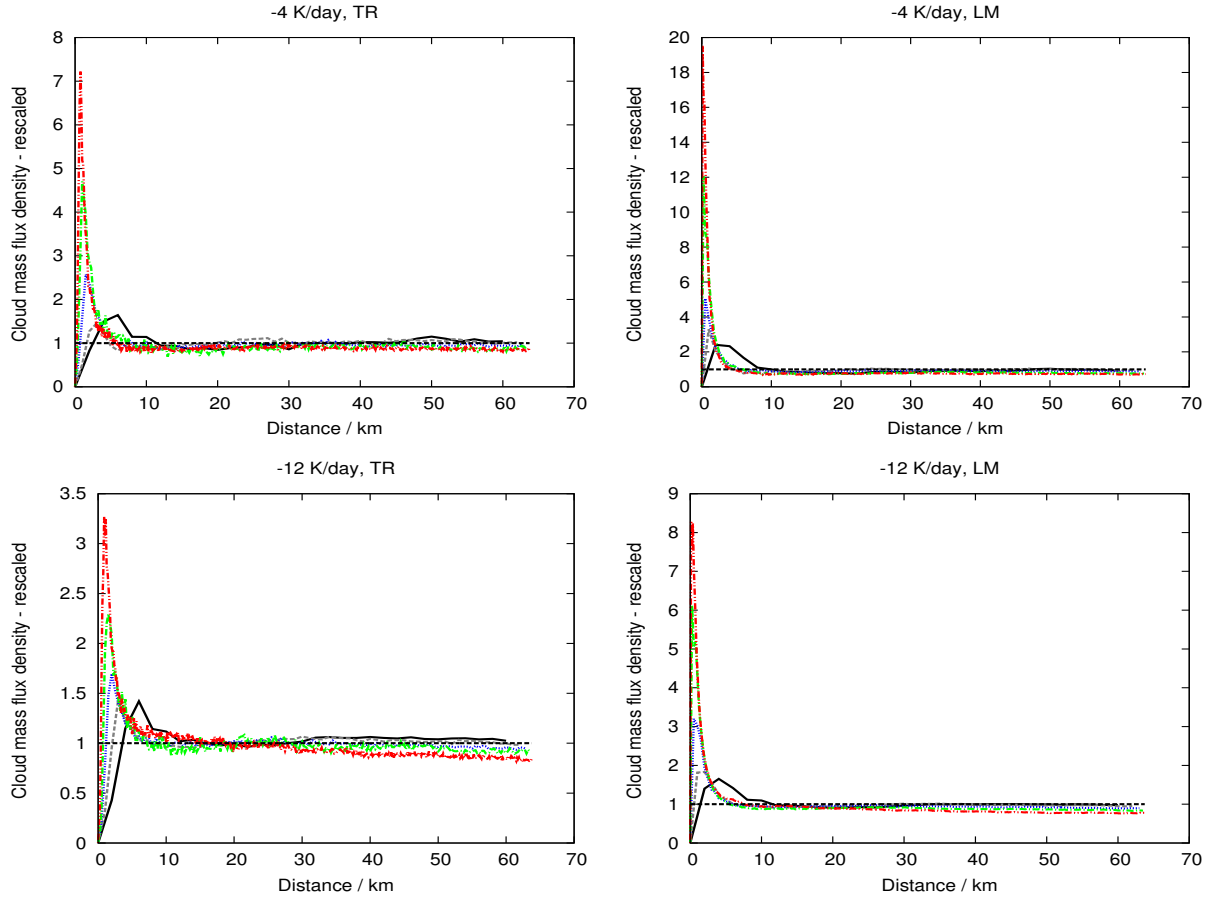 -4 K/day, TR
8
7
6
5
4
3
2
1
0
0 10 20 30 40 50 60 70
Cloud mass flux density - rescaled
Distance / km
-4 K/day, LM
20
18
16
14
12
10
8
6
4
2
0
0 10 20 30 40 50 60 70
Cloud mass flux density - rescaled
Distance / km
-12 K/day, TR
3.5
3
2.5
2
1.5
1
0.5
0
0 10 20 30 40 50 60 70
Cloud mass flux density - rescaled
Distance / km
-12 K/day, LM
9
8
7
6
5
4
3
2
1
0
0 10 20 30 40 50 60 70
Cloud mass flux density - rescaled
Distance / km